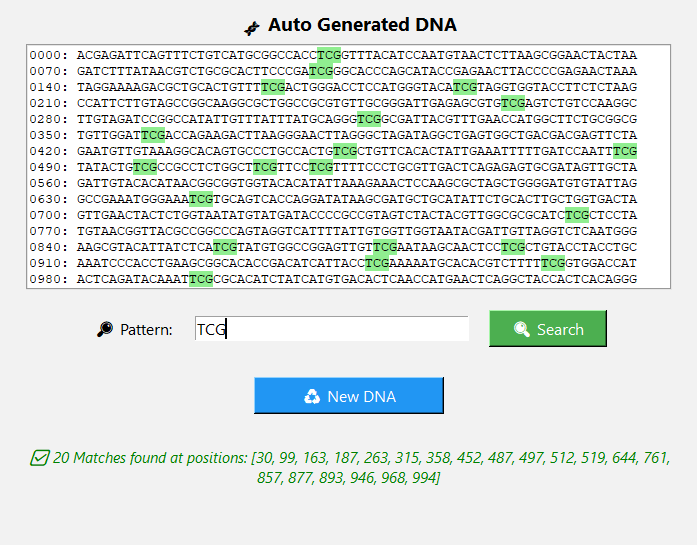 Auto Generated DNA
0000: ACGAGATTCAGTTTCTGTCATGCGGCCACCTCGGTTTACATCCAATGTAACTCTTAAGCGGAACTACTAA
0070: GATCTTTATAACGTCTGCGCACTTCCCGATCGGGCACCCAGCATACCGAGAACTTACCCCGAGAACTAAA
0140: TAGGAAAAGACGCTGCACTGTTTTCGACTGGGACCTCCATGGGTACATCGTAGGTGGTACCTTCTCTAAG
0210: CCATTCTTGTAGCCGGCAAGGCGCTGGCCGCGTGTTGCGGGATTGAGAGCGTGTCGAGTCTGTCCAAGGC
0280: TTGTAGATCCGGCCATATTGTTTATTTATGCAGGGTCGGCGATTACGTTTGAACCATGGCTTCTGCGGCG
0350: TGTTGGATTCGACCAGAAGACTTAAGGGAACTTAGGGCTAGATAGGCTGAGTGGCTGACGACGAGTTCTA
0420: GAATGTTGTAAAGGCACAGTGCCCTGCCACTGTCGCTGTTCACACTATTGAAATTTTTGATCCAATTTCG
0490: TATACTGTCGCCGCCTCTGGCTTCGTTCCTCGTTTTCCCTGCGTTGACTCAGAGAGTGCGATAGTTGCTA
0560: GATTGTACACATAACGGCGGTGGTACACATATTAAAGAAACTCCAAGCGCTAGCTGGGGATGTGTATTAG
0630: GCCGAAATGGGAAATCGTGCAGTCACCAGGATATAAGCGATGCTGCATATTCTGCACTTGCTGGTGACTA
0700: GTTGAACTACTCTGGTAATATGTATGATACCCCGCCGTAGTCTACTACGTTGGCGCGCATCTCGCTCCTA
0770: TGTAACGGTTACGCCGGCCCAGTAGGTCATTTTATTGTGGTTGGTAATACGATTGTTAGGTCTCAATGGG
0840: AAGCGTACATTATCTCATCGTATGTGGCCGGAGTTGTTCGAATAAGCAACTCCTCGCTGTACCTACCTGC
0910: AAATCCCACCTGAAGCGGCACACCGACATCATTACCTCGAAAAATGCACACGTCTTTTTCGGTGGACCAT
0980: ACTCAGATACAAATTCGCGCACATCTATCATGTGACACTCAACCATGAACTCAGGCTACCACTCACAGGG
Pattern: TCG Search
New DNA
20 Matches found at positions: [30, 99, 163, 187, 263, 315, 358, 452, 487, 497, 512, 519, 644, 761,
857, 877, 893, 946, 968, 994]